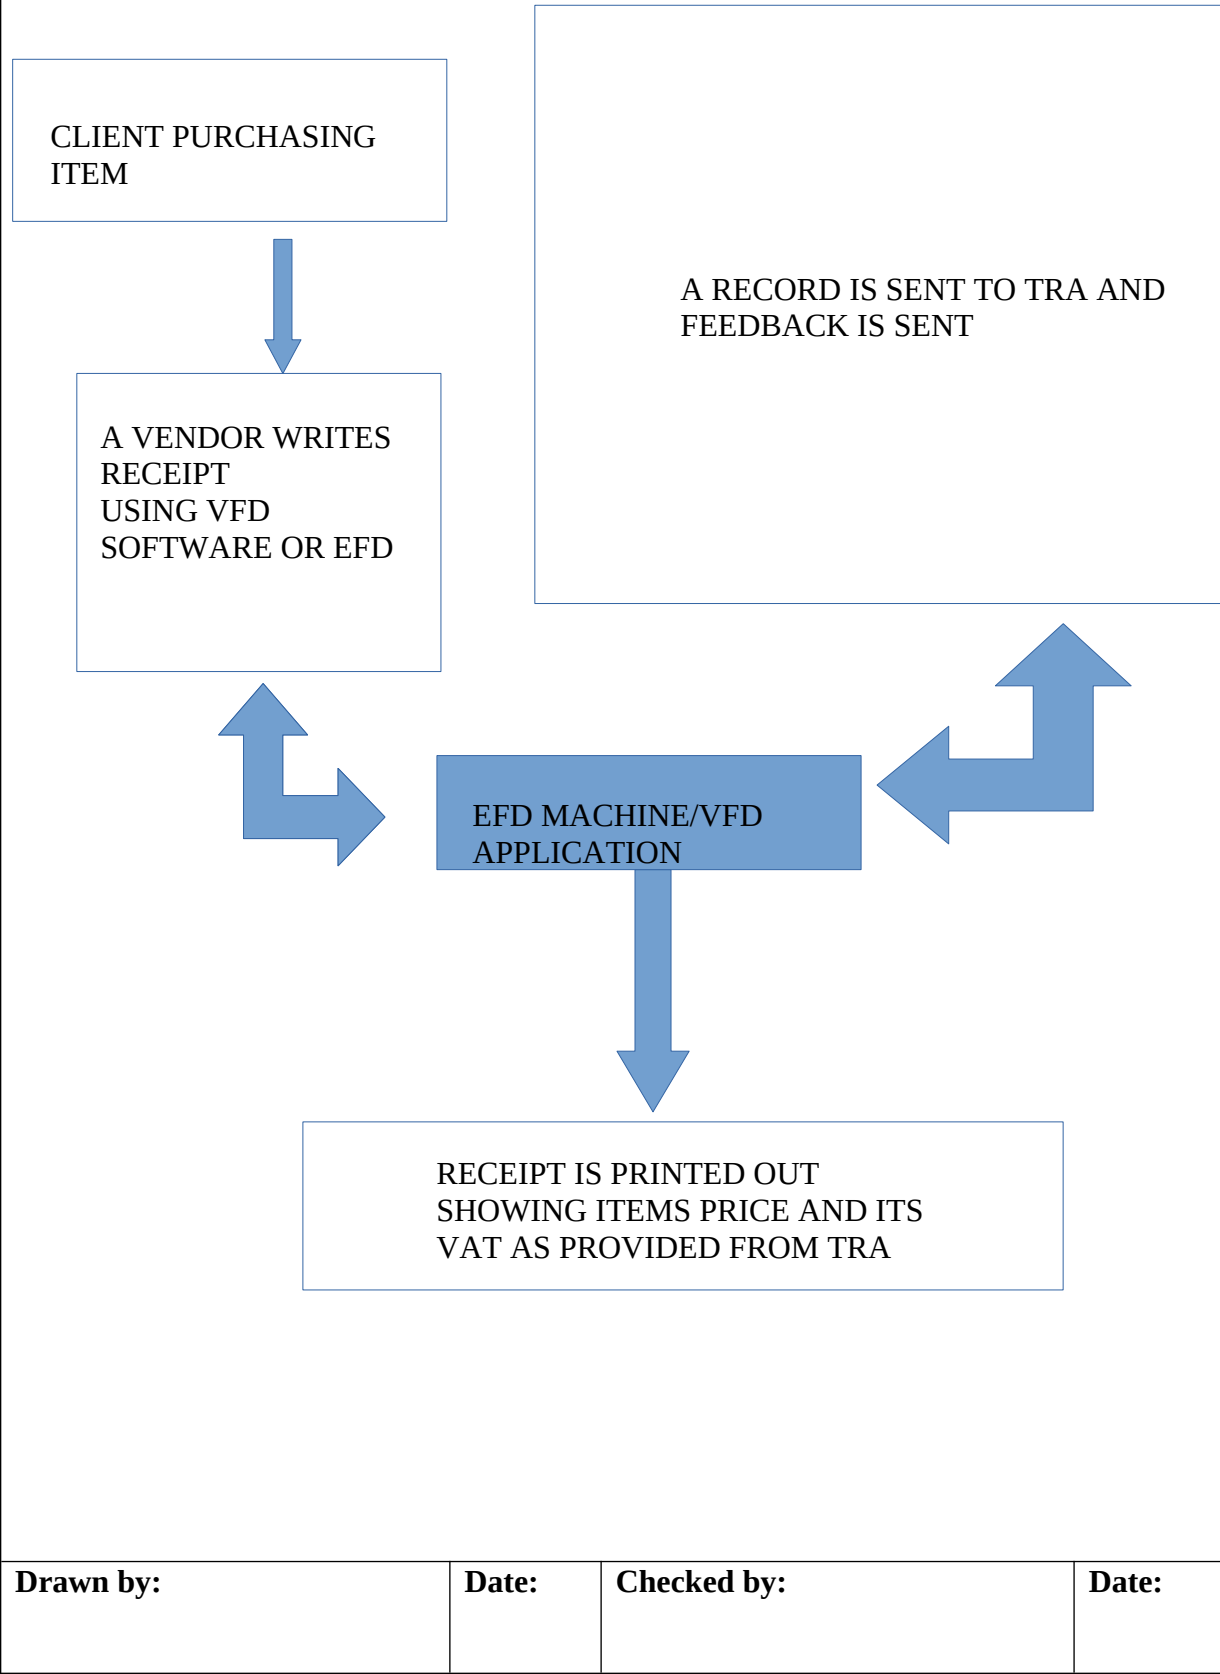 CLIENT PURCHASING
ITEM
A RECORD IS SENT TO TRA AND
FEEDBACK IS SENT
A VENDOR WRITES
RECEIPT
USING VFD
SOFTWARE OR EFD
EFD MACHINE/VFD
APPLICATION
RECEIPT IS PRINTED OUT
SHOWING ITEMS PRICE AND ITS
VAT AS PROVIDED FROM TRA
Drawn by: Date: Checked by: Date: